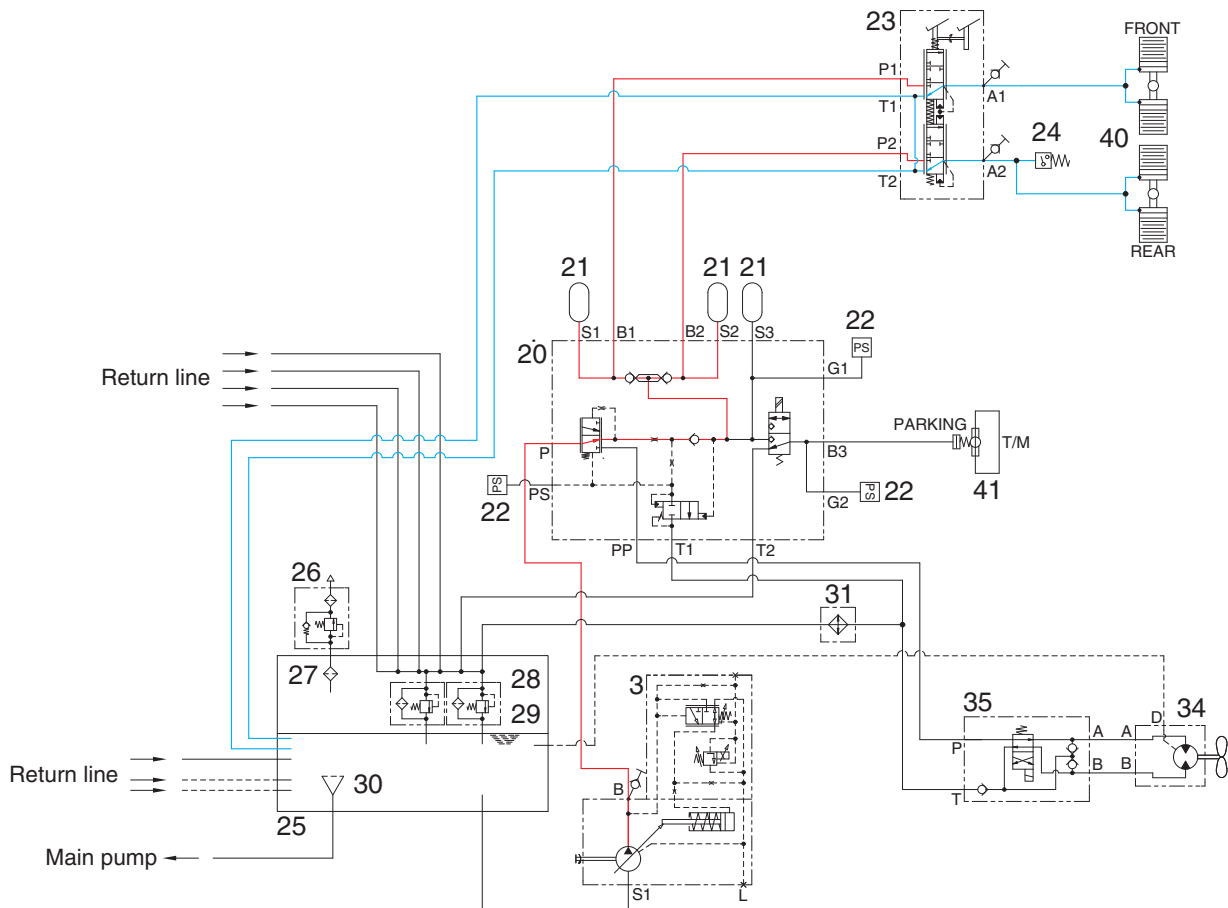 23
FRONT
P1
T1
A1
24
40
P2
T2
A2
REAR
21
21
21
S1
B1
B2
S2
S3
22
20
PS
G1
Return line
PARKING
T/M
P
B3
PS
PS
22
22
PS
41
G2
PP
T1
T2
26
31
27
28
3
29
35
D
34
A
A
P
B
B
Return line
30
B
T
25
Main pump
S1
L